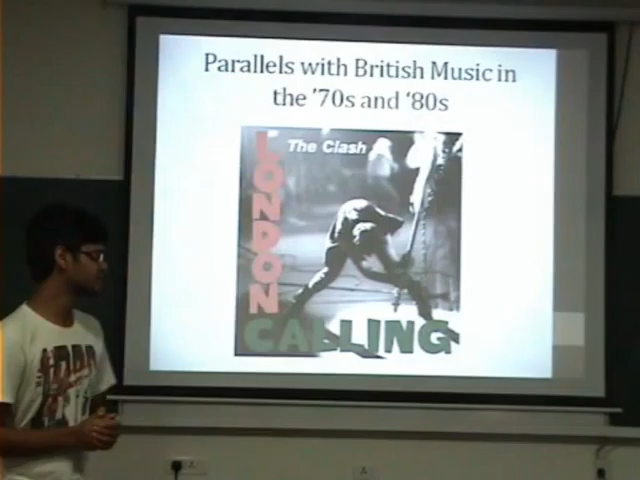 Parallels with British Music in
the '70s and ‘80s
The Clash
LONDON
CALLING